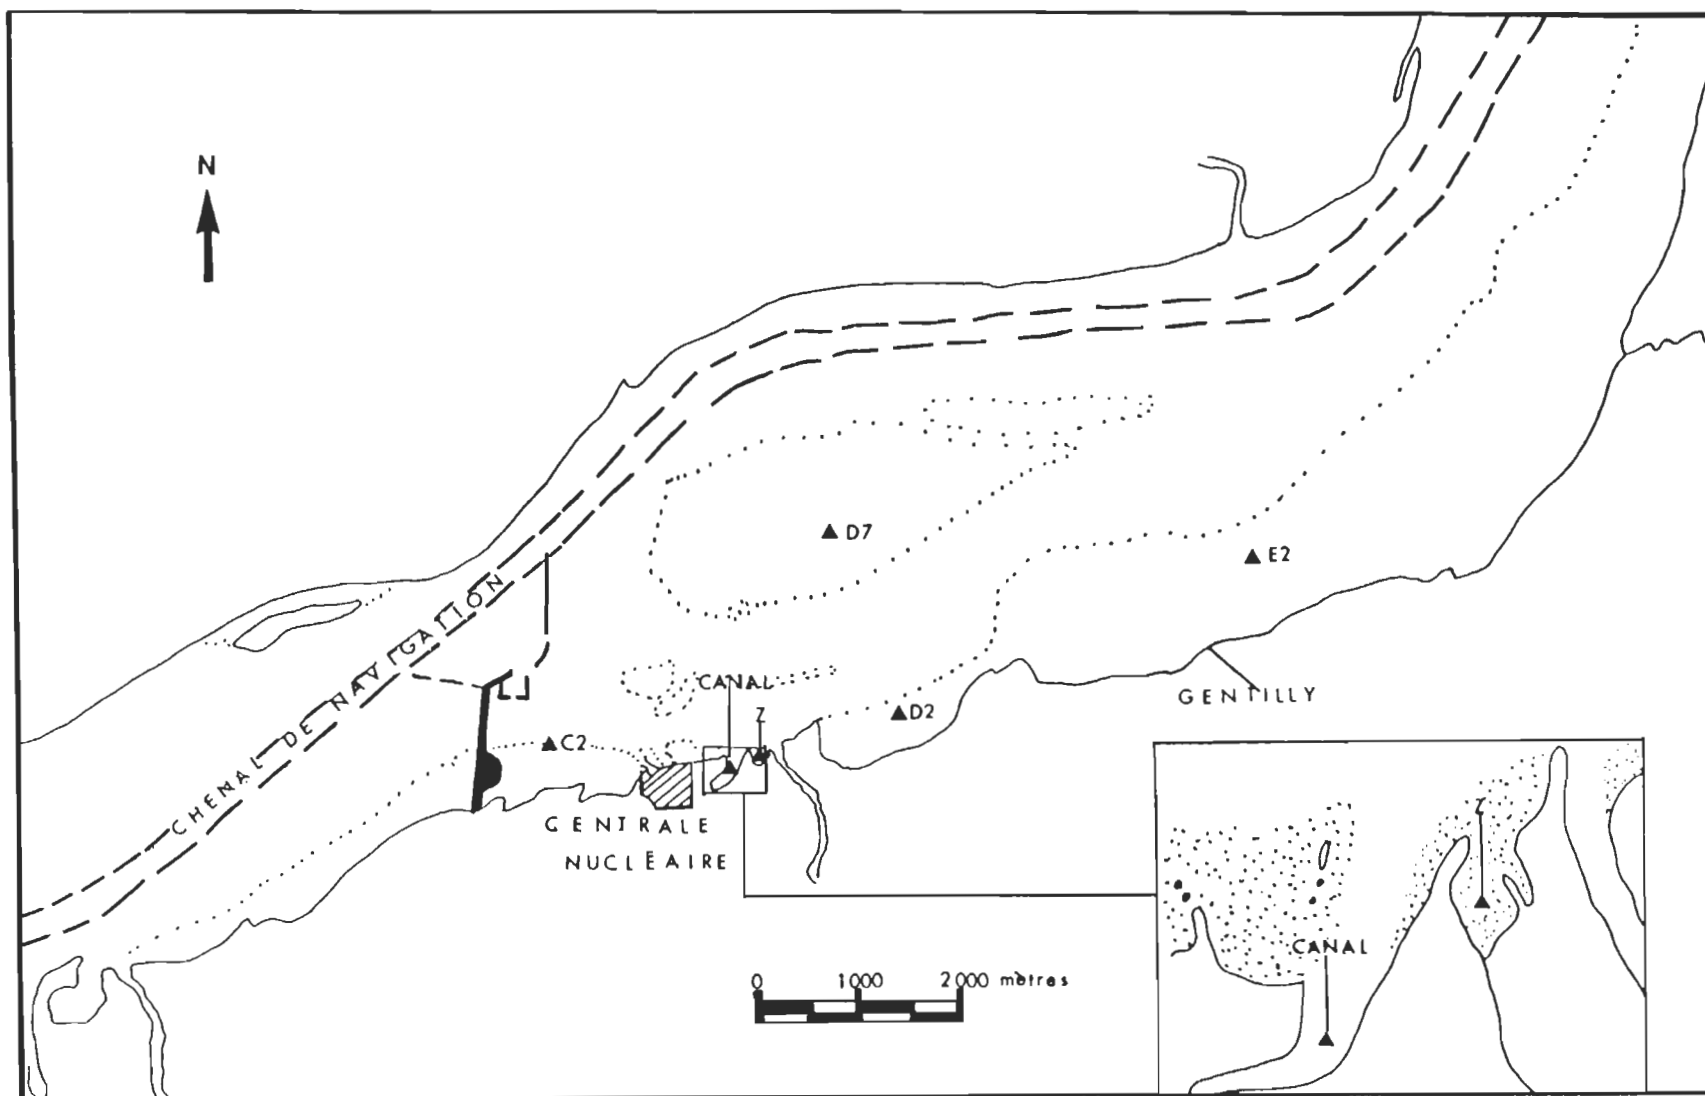 N
D7
E2
CHENAL DE NAVIGATION
CANAL
Z
D2
GENTILLY
C2
CENTRALE
NUCLÉAIRE
Z
CANAL
0 1000 2000 mètres